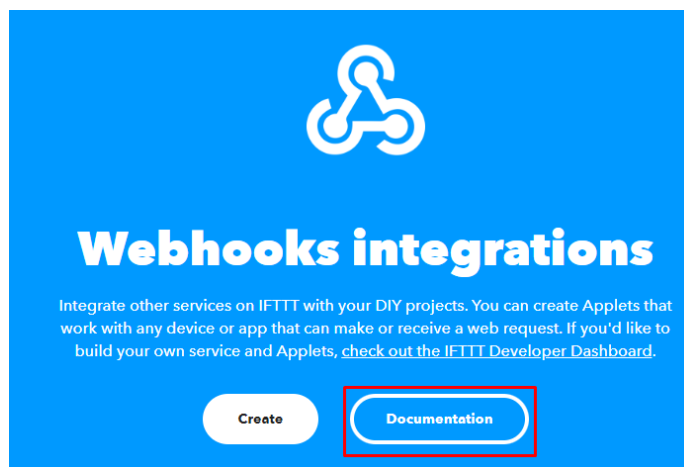 Webhooks integrations
Integrate other services on IFTTT with your DIY projects. You can create Applets that
work with any device or app that can make or receive a web request. If you'd like to
build your own service and Applets, check out the IFTTT Developer Dashboard.
Create
Documentation